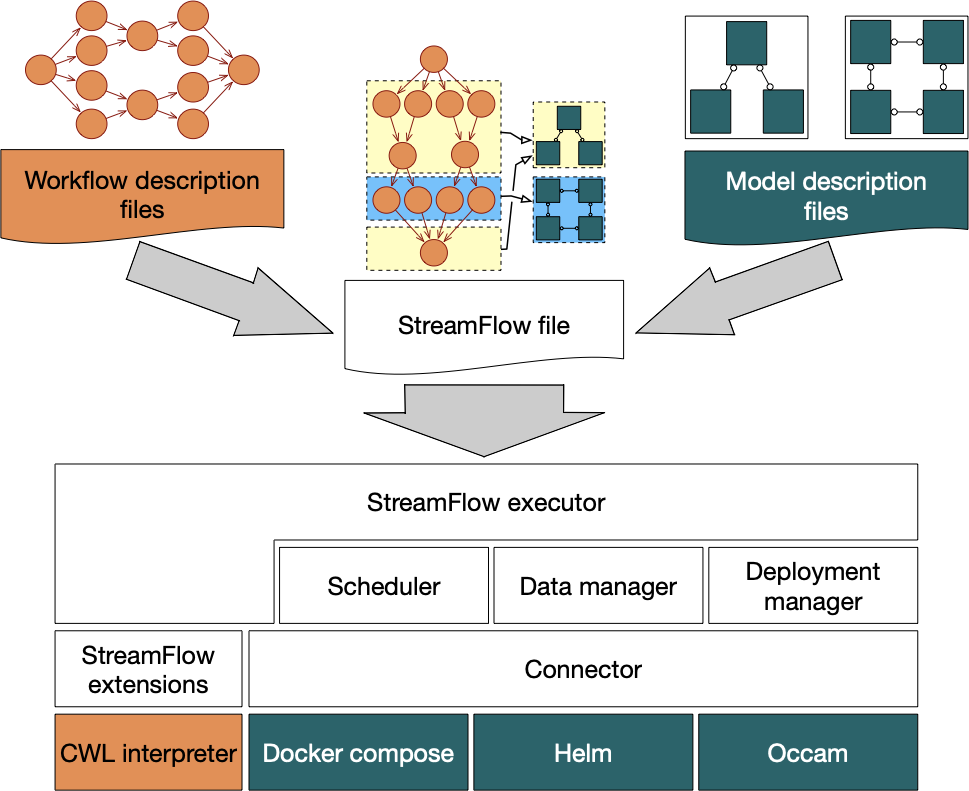 Workflow description
files
Model description
files
StreamFlow file
StreamFlow executor
Scheduler
Data manager
Deployment
manager
StreamFlow
extensions
Connector
CWL interpreter
Docker compose
Helm
Occam